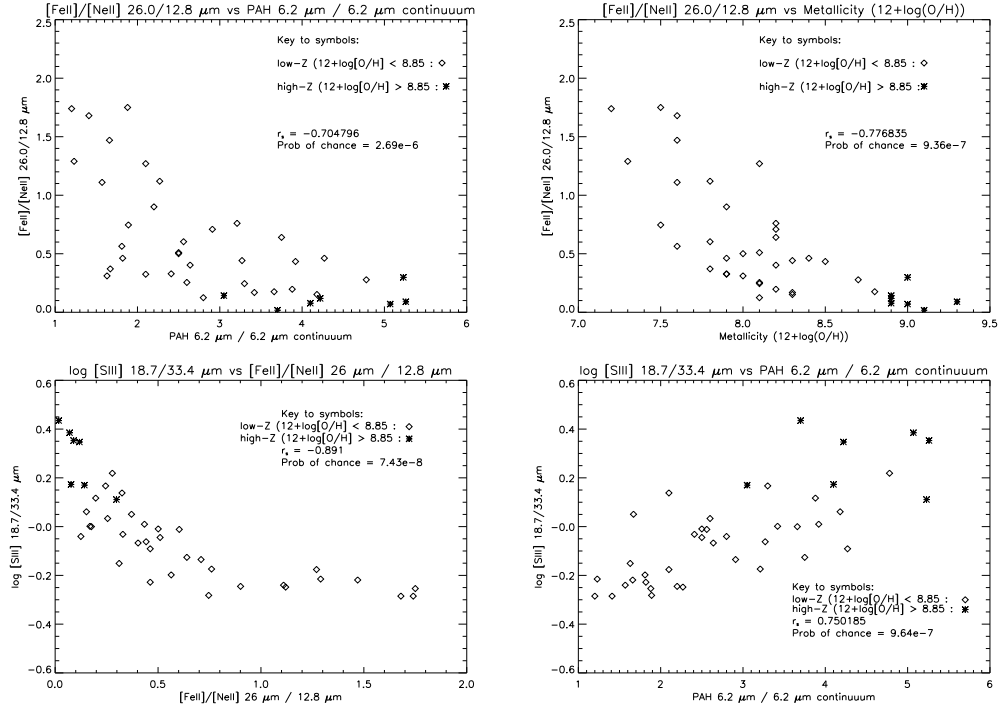 [FeII]/[NeII] 26.0/12.8 μm vs PAH 6.2 μm / 6.2 continuuum
Key to symbols:
low-Z (12+log[O/H] < 8.85 :
high-Z (12+log[O/H] > 8.85 :
r_s = -0.704796
Prob of chance = 2.69e-6
[FeII]/[NeII] 26.0/12.8 μm
2.5
2.0
1.5
1.0
0.5
0.0
1 2 3 4 5 6
PAH 6.2 μm / 6.2 μm continuuum
[FeII]/[NeII] 26.0/12.8 μm vs Metallicity (12+log(O/H))
Key to symbols:
low-Z (12+log[O/H] < 8.85 :
high-Z (12+log[O/H] > 8.85 :
r_s = -0.776835
Prob of chance = 9.36e-7
[FeII]/[NeII] 26.0/12.8 μm
2.5
2.0
1.5
1.0
0.5
0.0
7.0 7.5 8.0 8.5 9.0 9.5
Metallicity (12+log(O/H))
log [SIII] 18.7/33.4 μm vs [FeII]/[NeII] 26 μm / 12.8 μm
Key to symbols:
low-Z (12+log[O/H] < 8.85 :
high-Z (12+log[O/H] > 8.85 :
r_s = -0.891
Prob of chance = 7.43e-8
log [SIII] 18.7/33.4 μm
0.6
0.4
0.2
-0.0
-0.2
-0.4
-0.6
0.0 0.5 1.0 1.5 2.0
[FeII]/[NeII] 26 μm / 12.8 μm
log [SIII] 18.7/33.4 μm vs PAH 6.2 μm / 6.2 μm continuuum
Key to symbols:
low-Z (12+log[O/H] < 8.85 :
high-Z (12+log[O/H] > 8.85 :
r_s = 0.750185
Prob of chance = 9.64e-7
log [SIII] 18.7/33.4 μm
0.6
0.4
0.2
-0.0
-0.2
-0.4
-0.6
1 2 3 4 5 6
PAH 6.2 μm / 6.2 μm continuuum